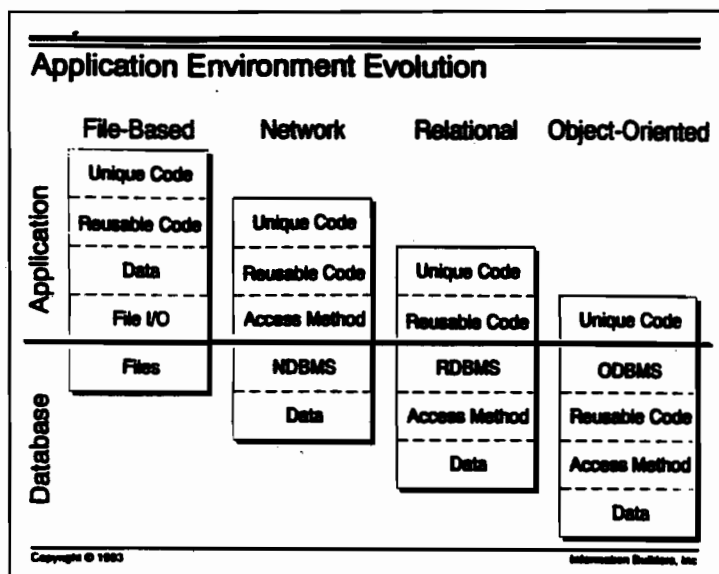 Application Environment Evolution
File-Based
Network
Relational
Object-Oriented
Application
Database
Unique Code
Reusable Code
Data
File I/O
Files
Unique Code
Reusable Code
Access Method
NDBMS
Data
Unique Code
Reusable Code
RDBMS
Access Method
Data
Unique Code
ODBMS
Reusable Code
Access Method
Data
Copyright © 1993
Information Builders, Inc